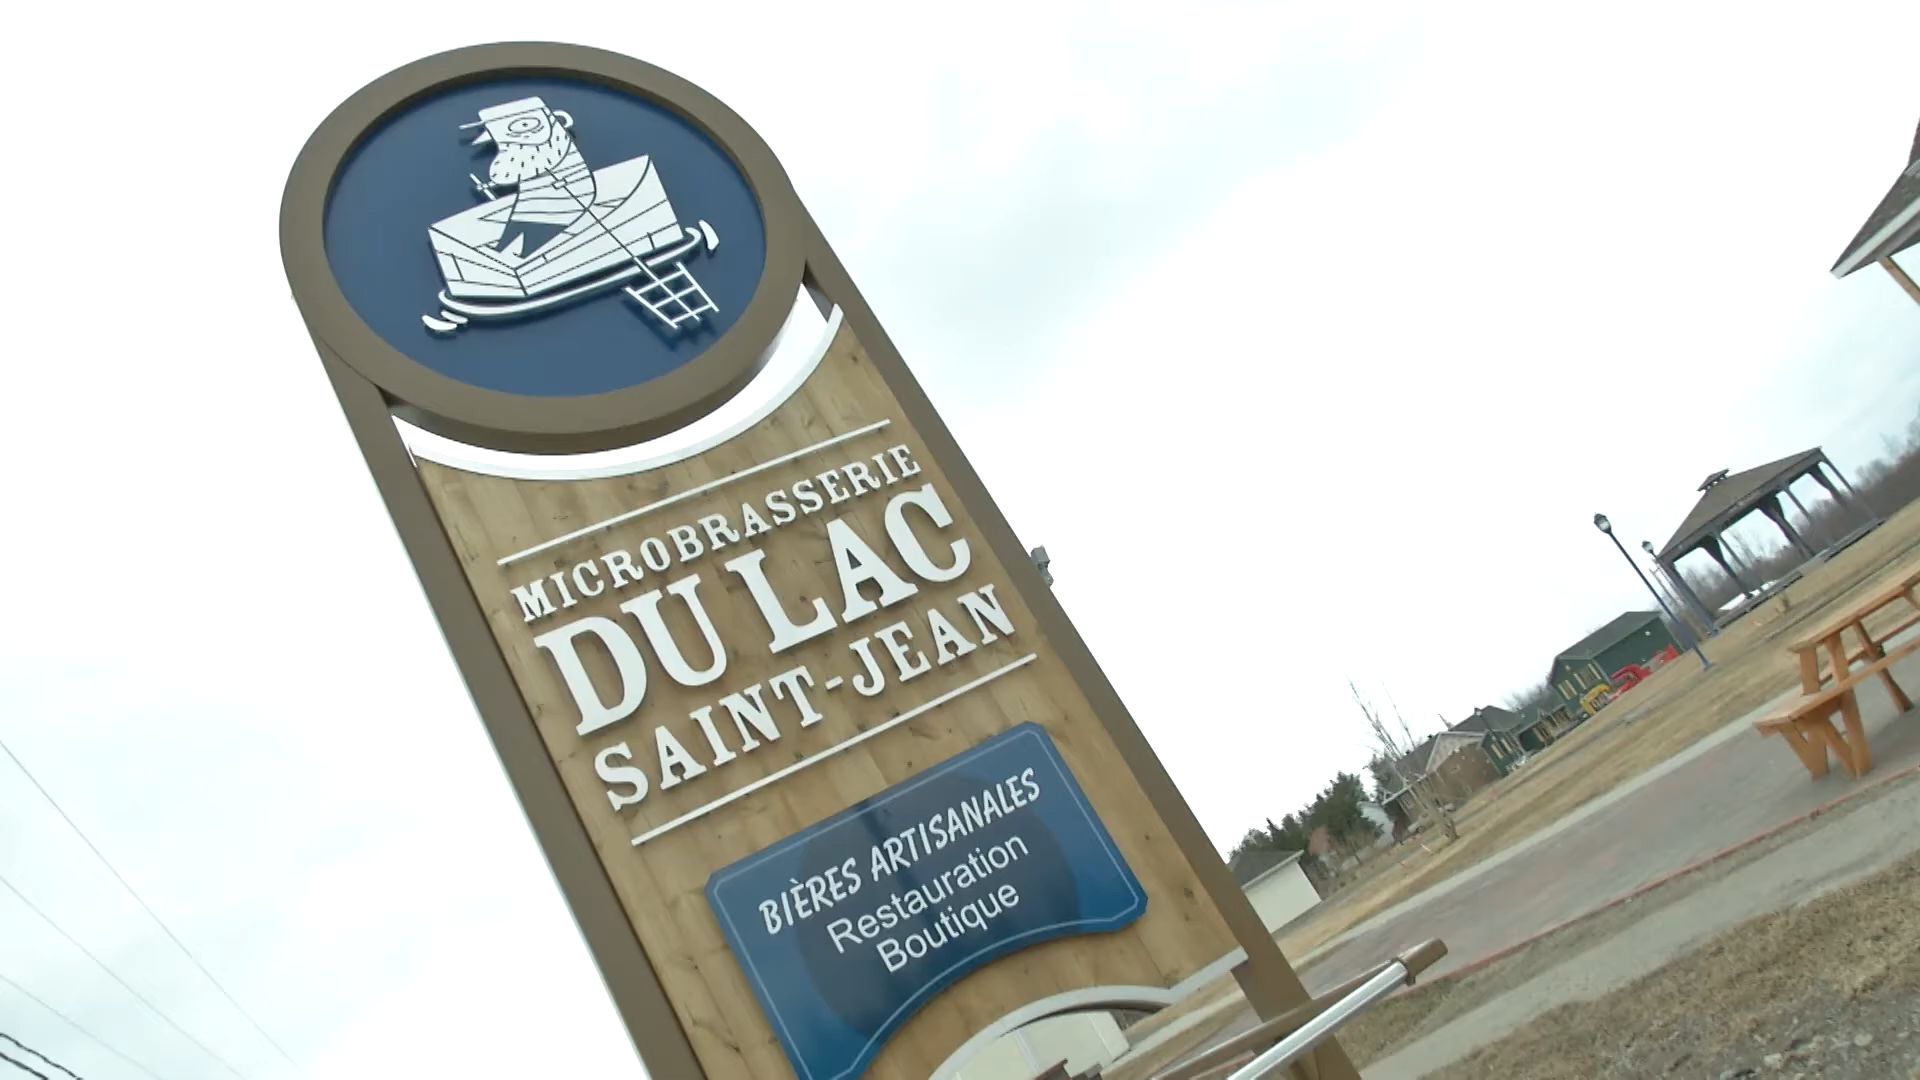 MICROBRASSERIE
DU LAC
SAINT-JEAN
BIÈRES ARTISANALES
Restauration
Boutique